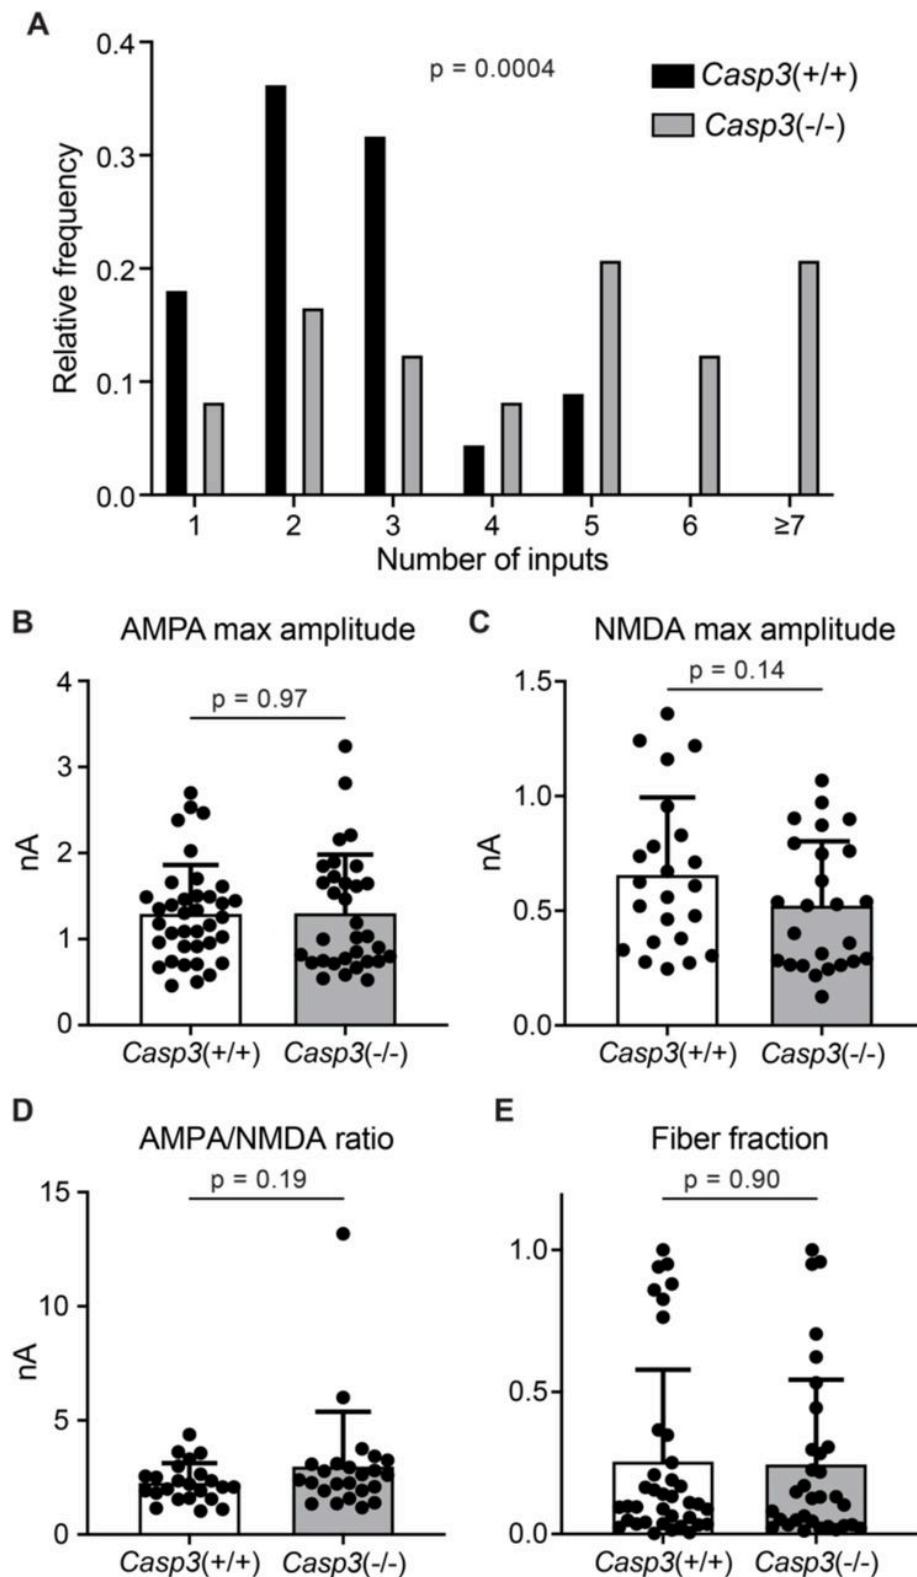 A
p = 0.0004
Casp3(+/+)
Casp3(-/-)
Relative frequency
0.4
0.3
0.2
0.1
0.0
1 2 3 4 5 6 ≥7
Number of inputs
B
AMPA max amplitude
p = 0.97
nA
4
3
2
1
0
Casp3(+/+) Casp3(-/-)
C
NMDA max amplitude
p = 0.14
nA
1.5
1.0
0.5
0.0
Casp3(+/+) Casp3(-/-)
D
AMPA/NMDA ratio
p = 0.19
nA
15
10
5
0
Casp3(+/+) Casp3(-/-)
E
Fiber fraction
p = 0.90
1.0
0.5
0.0
Casp3(+/+) Casp3(-/-)